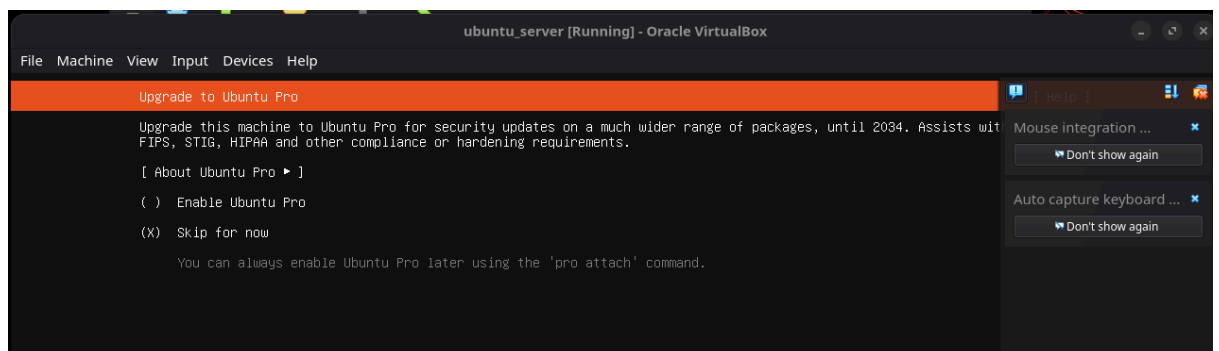 ubuntu_server [Running] - Oracle VirtualBox
File Machine View Input Devices Help
Upgrade to Ubuntu Pro
[ Help ]
Upgrade this machine to Ubuntu Pro for security updates on a much wider range of packages, until 2034. Assists wit
FIPS, STIG, HIPAA and other compliance or hardening requirements.
[ About Ubuntu Pro ▸ ]
( ) Enable Ubuntu Pro
(X) Skip for now
You can always enable Ubuntu Pro later using the 'pro attach' command.
Mouse integration ...
Don't show again
Auto capture keyboard ...
Don't show again